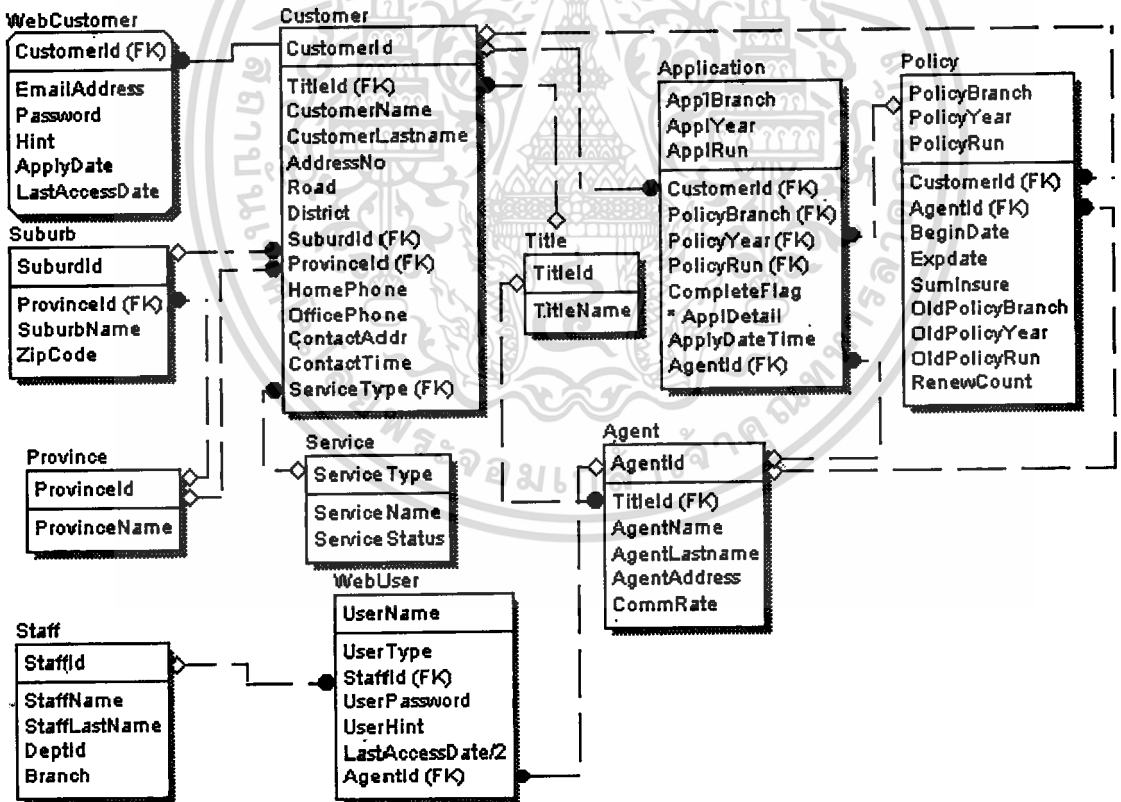 WebCustomer
CustomerId (FK)
EmailAddress
Password
Hint
ApplyDate
LastAccessDate
Customer
CustomerId
TitleId (FK)
CustomerName
CustomerLastname
AddressNo
Road
District
SuburdId (FK)
ProvinceId (FK)
HomePhone
OfficePhone
ContactAddr
ContactTime
ServiceType (FK)
Application
ApplBranch
ApplYear
ApplRun
CustomerId (FK)
PolicyBranch (FK)
PolicyYear (FK)
PolicyRun (FK)
CompleteFlag
* ApplDetail
ApplyDateTime
AgentId (FK)
Policy
PolicyBranch
PolicyYear
PolicyRun
CustomerId (FK)
AgentId (FK)
BeginDate
Expdate
SumInsure
OldPolicyBranch
OldPolicyYear
OldPolicyRun
RenewCount
Suburb
SuburdId
ProvinceId (FK)
SuburbName
ZipCode
Title
TitleId
TitleName
Province
ProvinceId
ProvinceName
Service
ServiceType
ServiceName
ServiceStatus
Agent
AgentId
TitleId (FK)
AgentName
AgentLastname
AgentAddress
CommRate
Staff
StaffId
StaffName
StaffLastName
DeptId
Branch
WebUser
UserName
UserType
StaffId (FK)
UserPassword
UserHint
LastAccessDate/2
AgentId (FK)